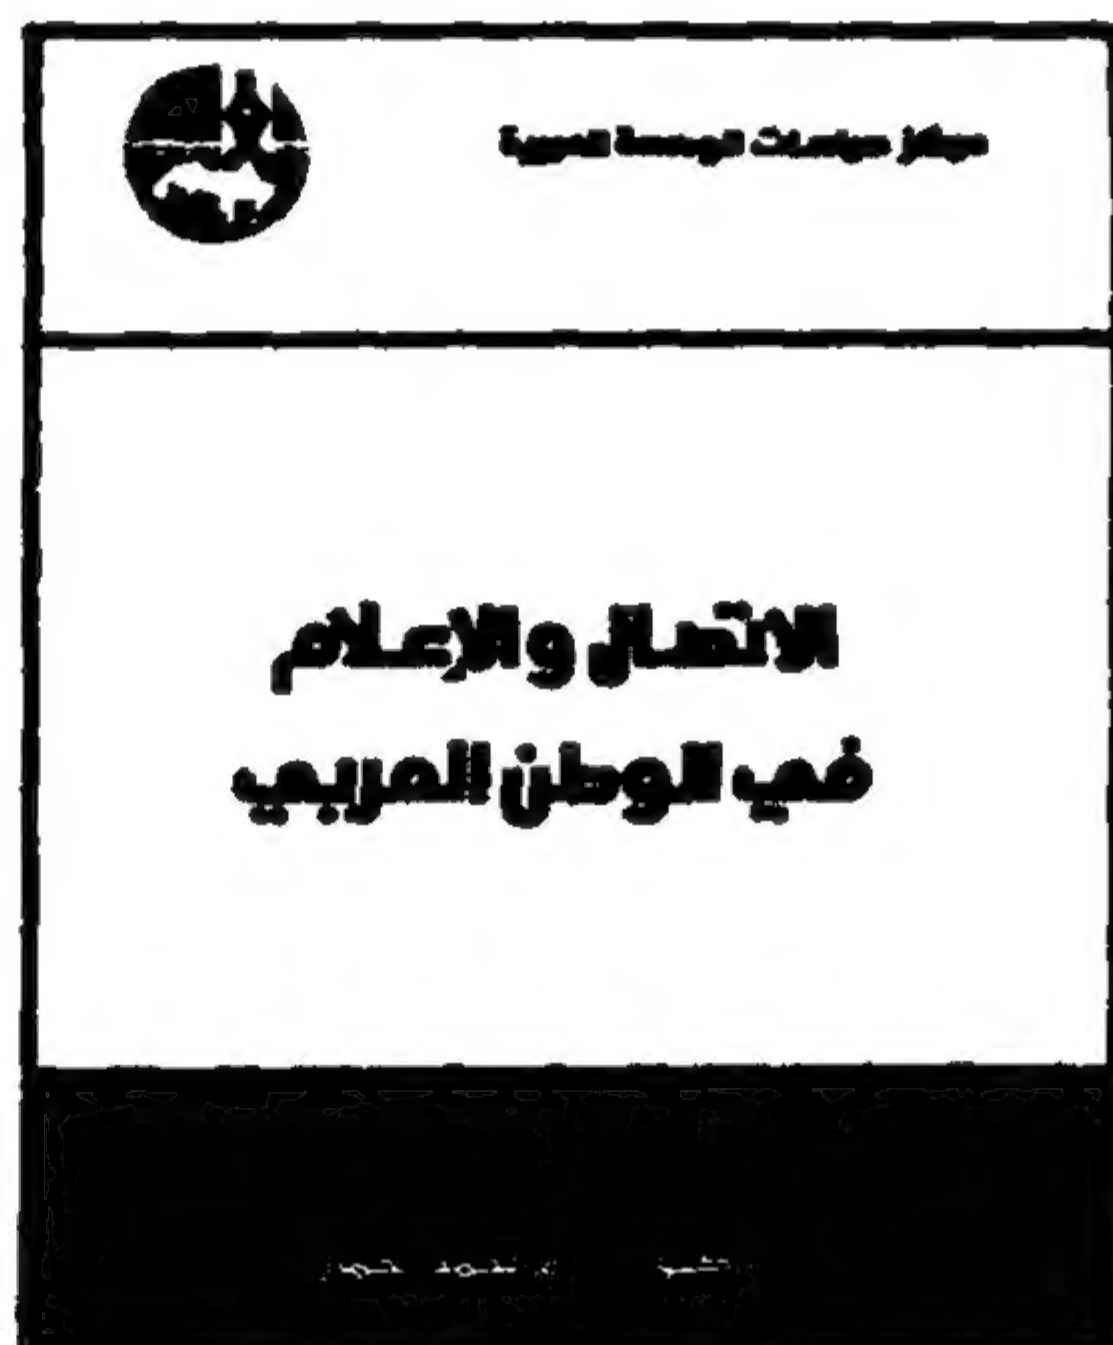 مركز دراسات الوحدة العربية
الاتصال والإعلام
في الوطن العربي